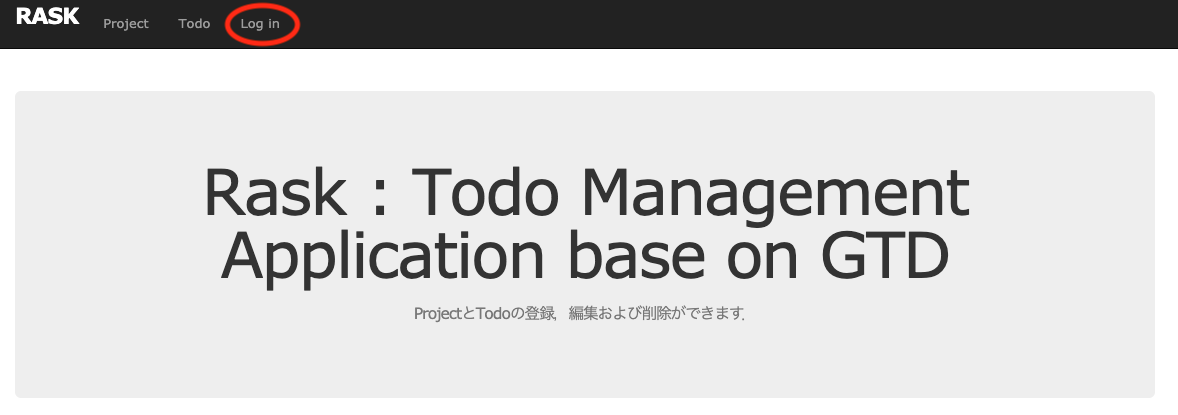 RASK Project Todo Log in
Rask : Todo Management
Application base on GTD
ProjectとTodoの登録，編集および削除ができます．